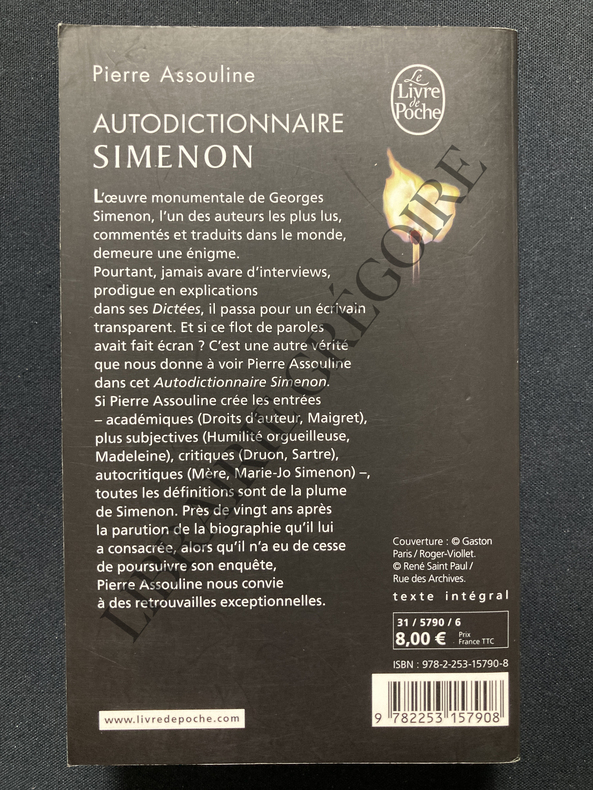 Pierre Assouline
Le
Livre
de
Poche
AUTODICTIONNAIRE
SIMENON
L'œuvre monumentale de Georges
Simenon, l'un des auteurs les plus lus,
commentés et traduits dans le monde,
demeure une énigme.
Pourtant, jamais avare d'interviews,
prodigue en explications
dans ses Dictées, il passa pour un écrivain
transparent. Et si ce flot de paroles
avait fait écran ? C'est une autre vérité
que nous donne à voir Pierre Assouline
dans cet Autodictionnaire Simenon.
Si Pierre Assouline crée les entrées
– académiques (Droits d'auteur, Maigret),
plus subjectives (Humilité orgueilleuse,
Madeleine), critiques (Druon, Sartre),
autocritiques (Mère, Marie-Jo Simenon) –,
toutes les définitions sont de la plume
de Simenon. Près de vingt ans après
la parution de la biographie qu'il lui
a consacrée, alors qu'il n'a eu de cesse
de poursuivre son enquête,
Pierre Assouline nous convie
à des retrouvailles exceptionnelles.
Couverture : © Gaston
Paris / Roger-Viollet.
© René Saint Paul /
Rue des Archives.
texte intégral
31 / 5790 / 6
8,00 € Prix
France TTC
ISBN : 978-2-253-15790-8
9 782253 157908
www.livredepoche.com
LIBRAIRIE GRÉGOIRE